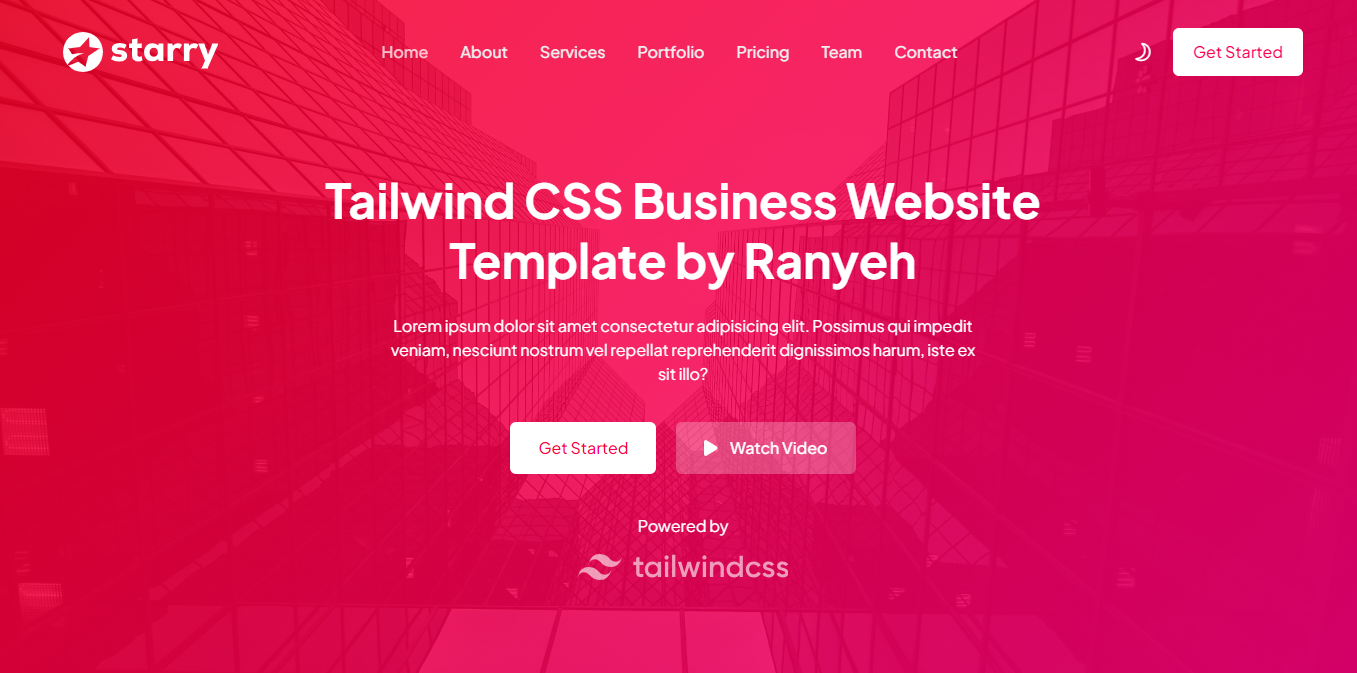 starry
Home About Services Portfolio Pricing Team Contact
Get Started
Tailwind CSS Business Website
Template by Ranyeh
Lorem ipsum dolor sit amet consectetur adipisicing elit. Possimus qui impedit
veniam, nesciunt nostrum vel repellat reprehenderit dignissimos harum, iste ex
sit illo?
Get Started
Watch Video
Powered by
tailwindcss